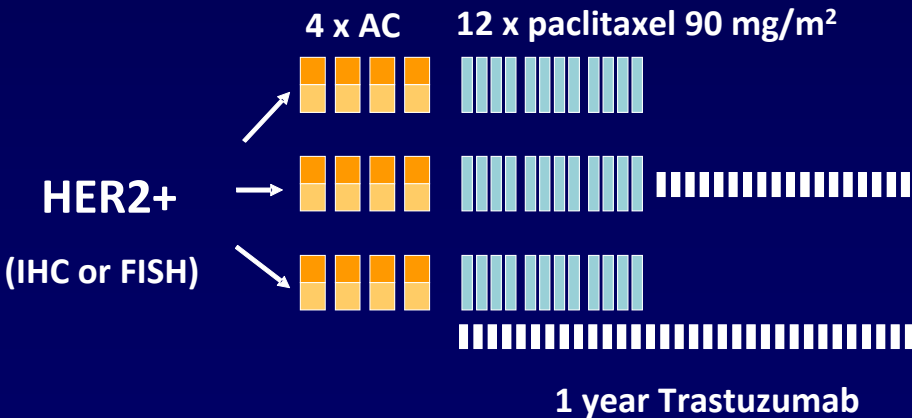 4 x AC
12 x paclitaxel 90 mg/m²
HER2+
(IHC or FISH)
1 year Trastuzumab